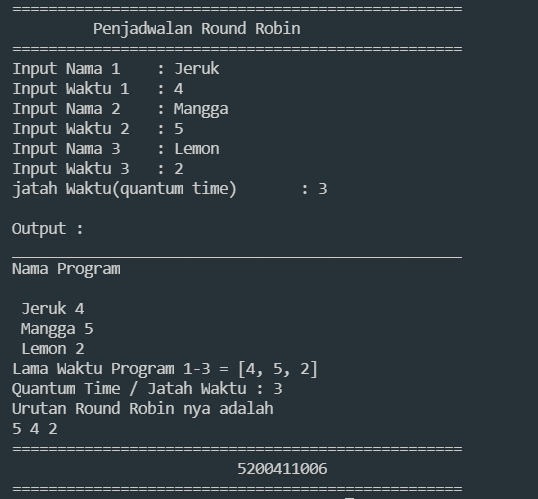 ==================================================
Penjadwalan Round Robin
==================================================
Input Nama 1    : Jeruk
Input Waktu 1   : 4
Input Nama 2    : Mangga
Input Waktu 2   : 5
Input Nama 3    : Lemon
Input Waktu 3   : 2
jatah Waktu(quantum time)       : 3
Output :
__________________________________________________
Nama Program
Jeruk 4
Mangga 5
Lemon 2
Lama Waktu Program 1-3 = [4, 5, 2]
Quantum Time / Jatah Waktu : 3
Urutan Round Robin nya adalah
5 4 2
==================================================
5200411006
==================================================